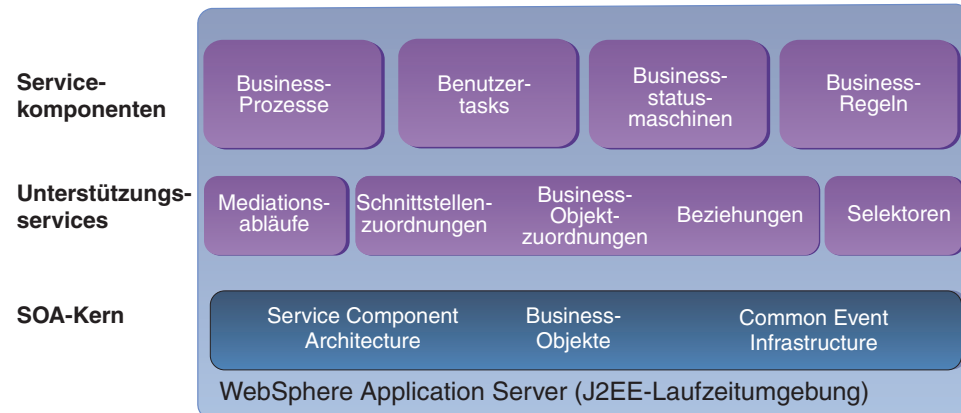 Service-
komponenten
Business-
Prozesse
Benutzer-
tasks
Business-
status-
maschinen
Business-
Regeln
Unterstützungs-
services
Mediations-
abläufe
Schnittstellen-
zuordnungen
Business-
Objekt-
zuordnungen
Beziehungen
Selektoren
SOA-Kern
Service Component
Architecture
Business-
Objekte
Common Event
Infrastructure
WebSphere Application Server (J2EE-Laufzeitumgebung)